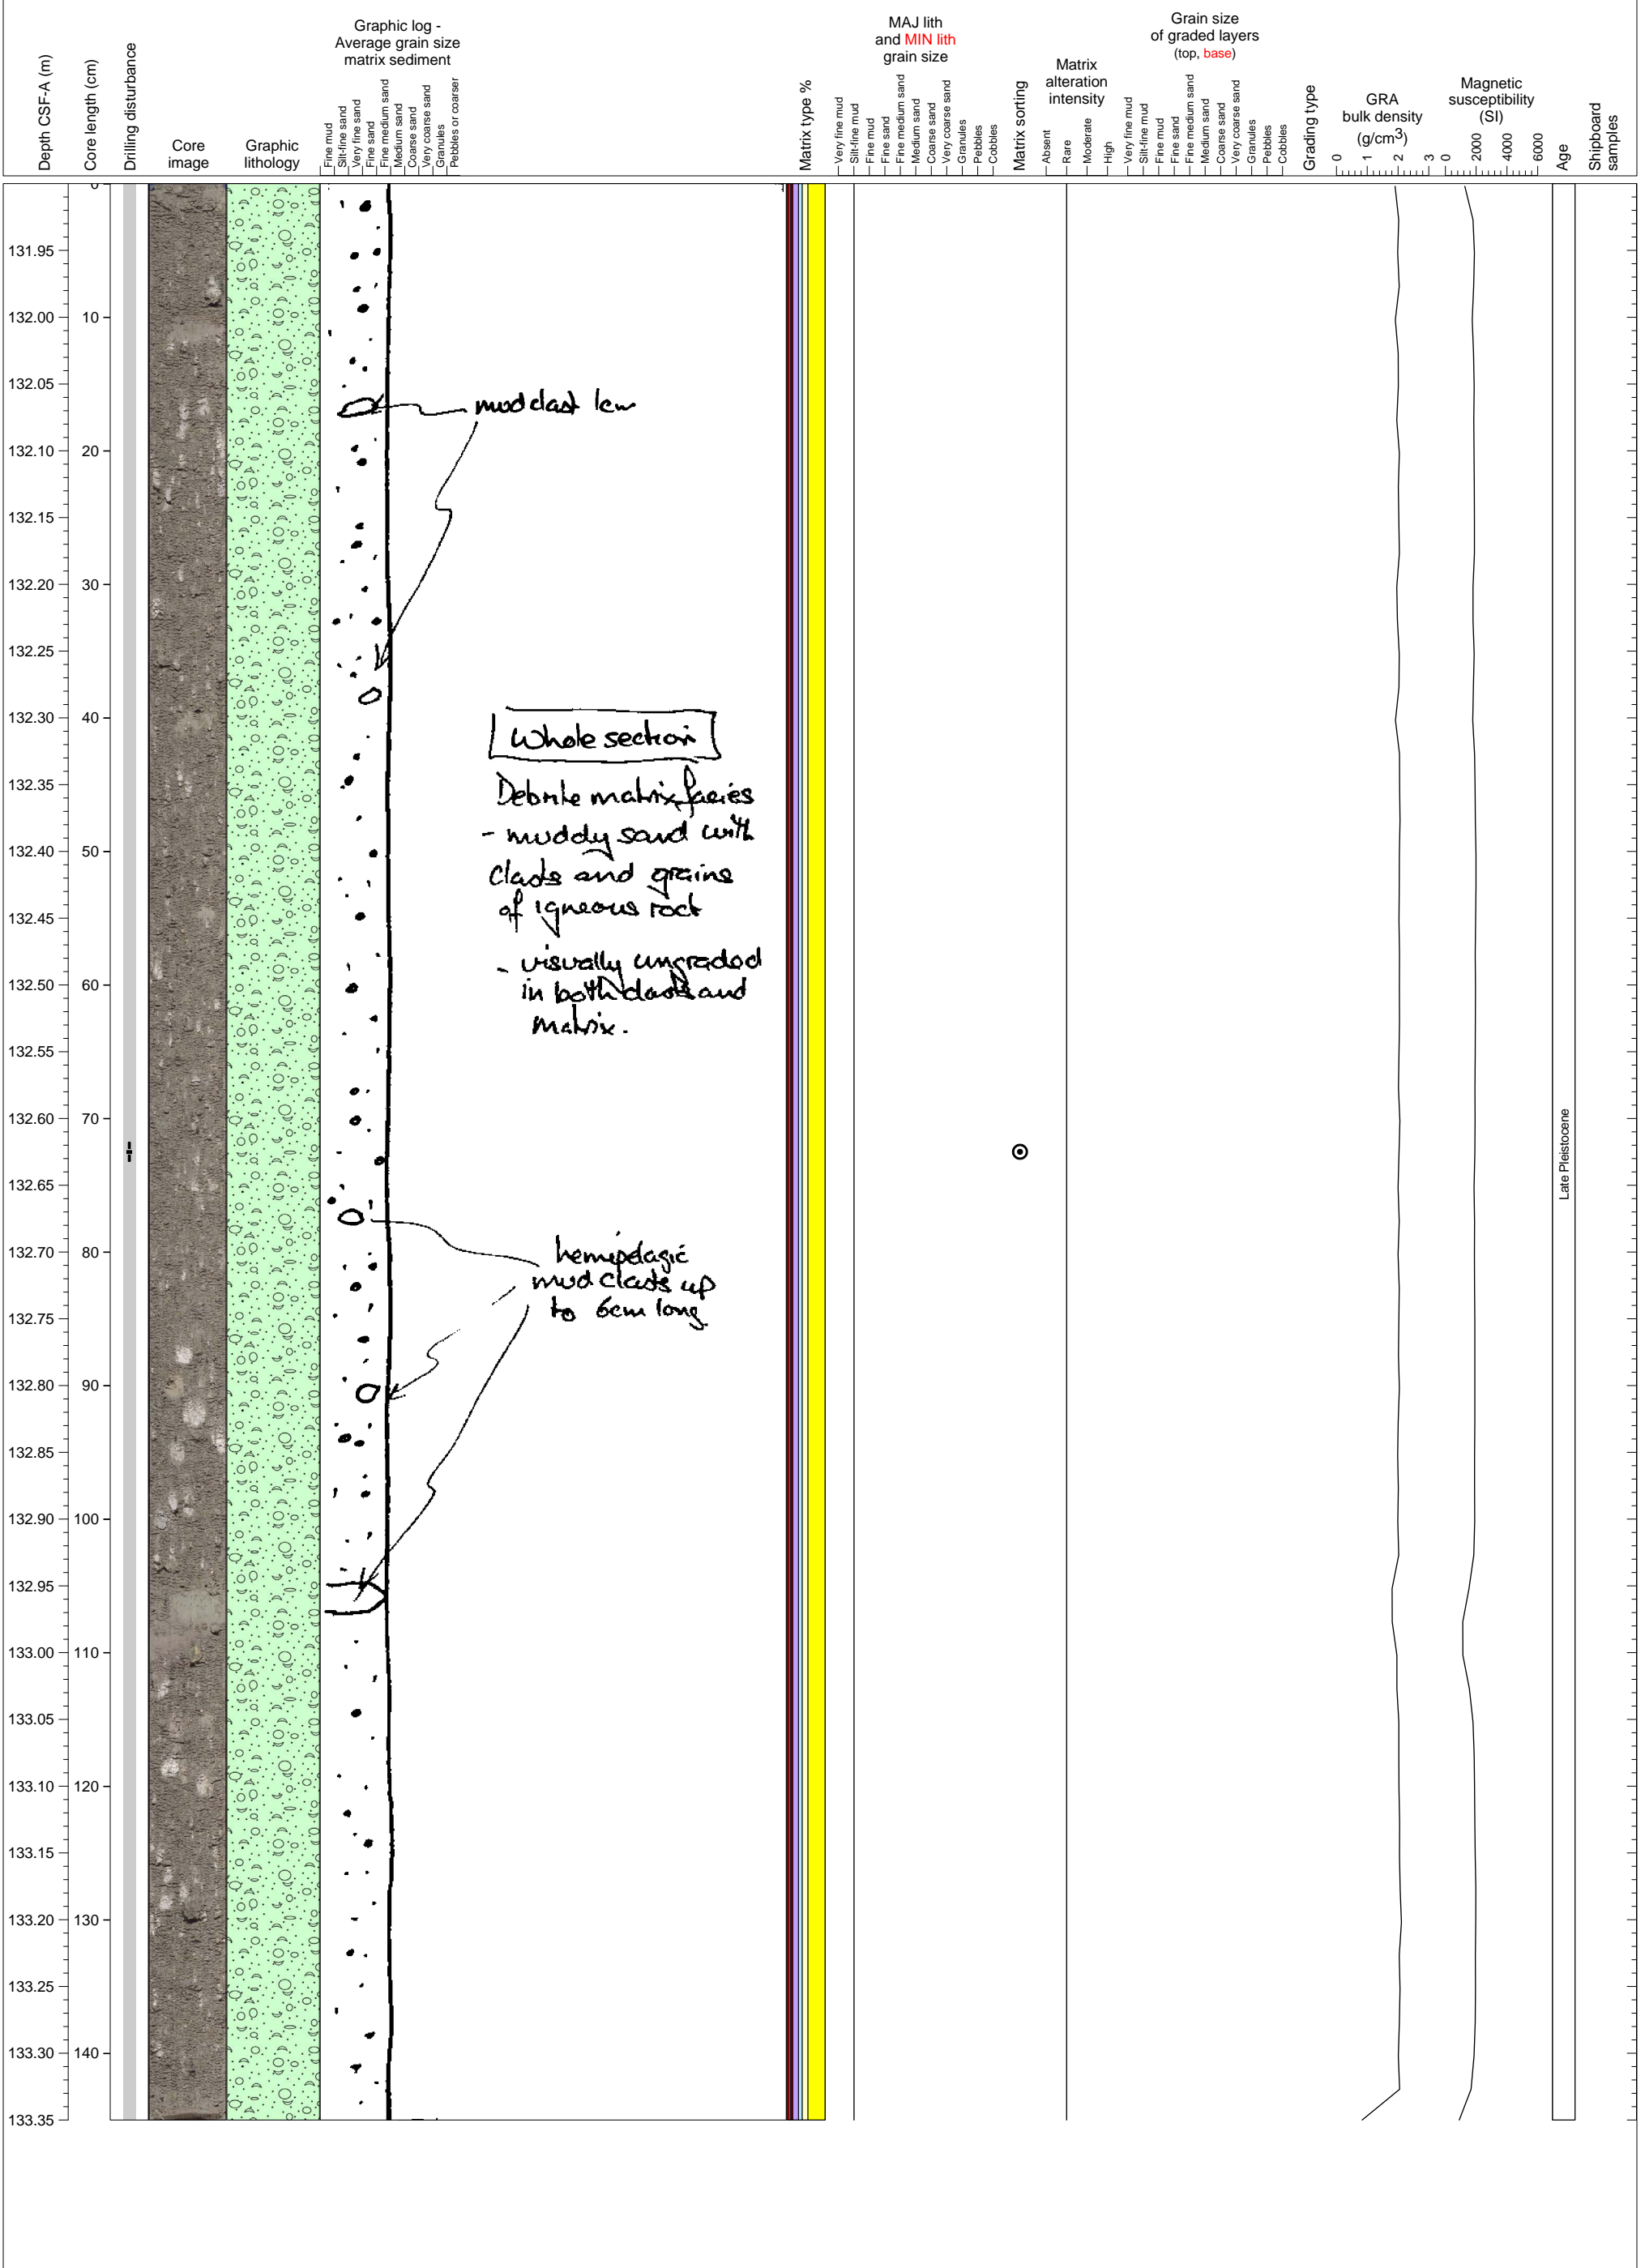 Depth CSF-A (m)
Core length (cm)
Drilling disturbance
Core
image
Graphic
lithology
Graphic log -
Average grain size
matrix sediment
Fine mud
Silt-fine sand
Very fine sand
Fine sand
Fine medium sand
Medium sand
Coarse sand
Very coarse sand
Granules
Pebbles or coarser
Matrix type %
MAJ lith
and MIN lith
grain size
Very fine mud
Silt-fine mud
Fine mud
Fine sand
Fine medium sand
Medium sand
Coarse sand
Very coarse sand
Granules
Pebbles
Cobbles
Matrix sorting
Matrix
alteration
intensity
Absent
Rare
Moderate
High
Grain size
of graded layers
(top, base)
Very fine mud
Silt-fine mud
Fine mud
Fine sand
Fine medium sand
Medium sand
Coarse sand
Very coarse sand
Granules
Pebbles
Cobbles
Grading type
GRA
bulk density
(g/cm3)
0 1 2 3
Magnetic
susceptibility
(SI)
0 2000 4000 6000
Age
Shipboard
samples
0
131.95
132.00 10
132.05
132.10 20
132.15
132.20 30
132.25
132.30 40
132.35
132.40 50
132.45
132.50 60
132.55
132.60 70
132.65
132.70 80
132.75
132.80 90
132.85
132.90 100
132.95
133.00 110
133.05
133.10 120
133.15
133.20 130
133.25
133.30 140
133.35
mud clast 1cm
Whole section
Debrite matrix facies
- muddy sand with
clasts and grains
of igneous rock
- visually ungraded
in both clasts and
matrix.
hemipelagic
mud clasts up
to 6cm long
Late Pleistocene